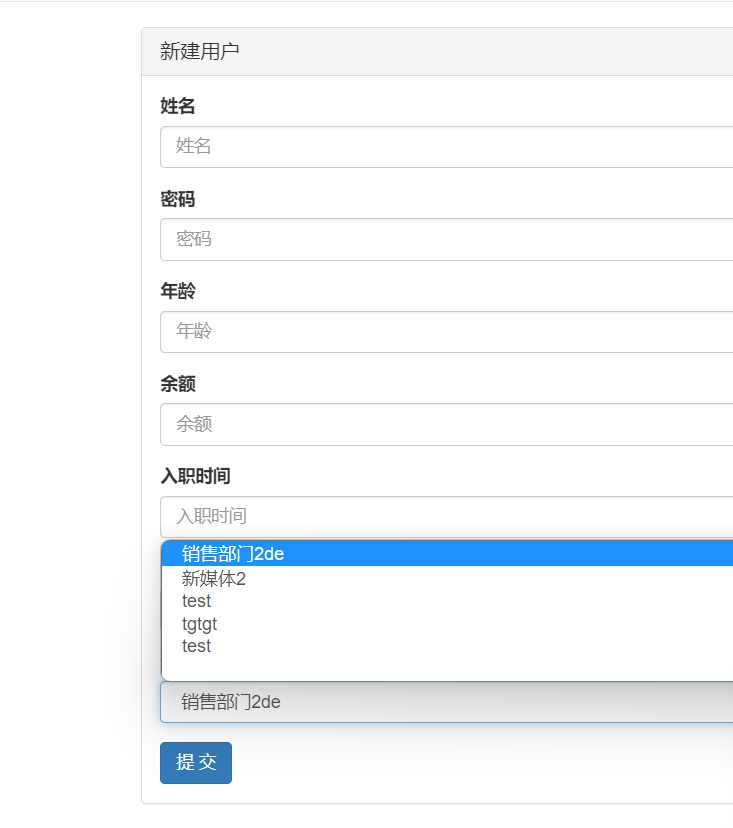 新建用户
姓名
姓名
密码
密码
年龄
年龄
余额
余额
入职时间
入职时间
销售部门2de
新媒体2
test
tgtgt
test
销售部门2de
提 交